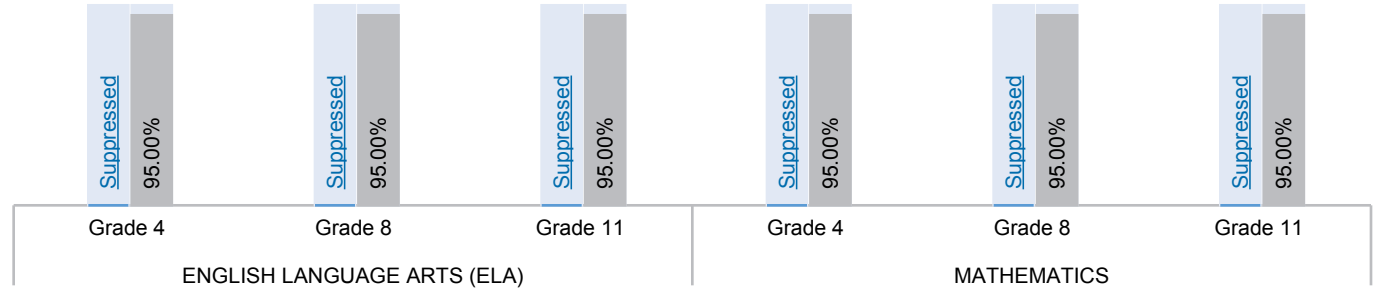 Suppressed
95.00%
Suppressed
95.00%
Suppressed
95.00%
Suppressed
95.00%
Suppressed
95.00%
Suppressed
95.00%
Grade 4
Grade 8
Grade 11
Grade 4
Grade 8
Grade 11
ENGLISH LANGUAGE ARTS (ELA)
MATHEMATICS